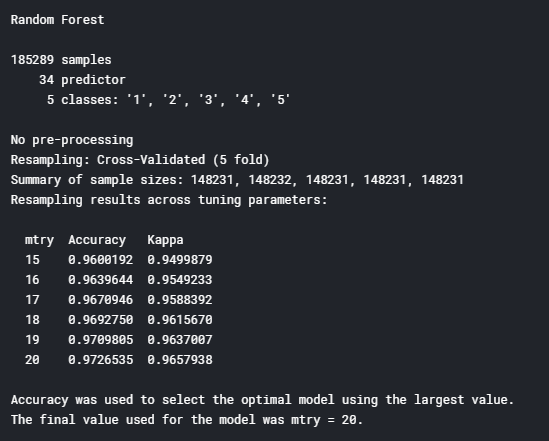 Random Forest
185289 samples
34 predictor
5 classes: '1', '2', '3', '4', '5'
No pre-processing
Resampling: Cross-Validated (5 fold)
Summary of sample sizes: 148231, 148232, 148231, 148231, 148231
Resampling results across tuning parameters:
mtry Accuracy Kappa
15 0.9600192 0.9499879
16 0.9639644 0.9549233
17 0.9670946 0.9588392
18 0.9692750 0.9615670
19 0.9709805 0.9637007
20 0.9726535 0.9657938
Accuracy was used to select the optimal model using the largest value.
The final value used for the model was mtry = 20.